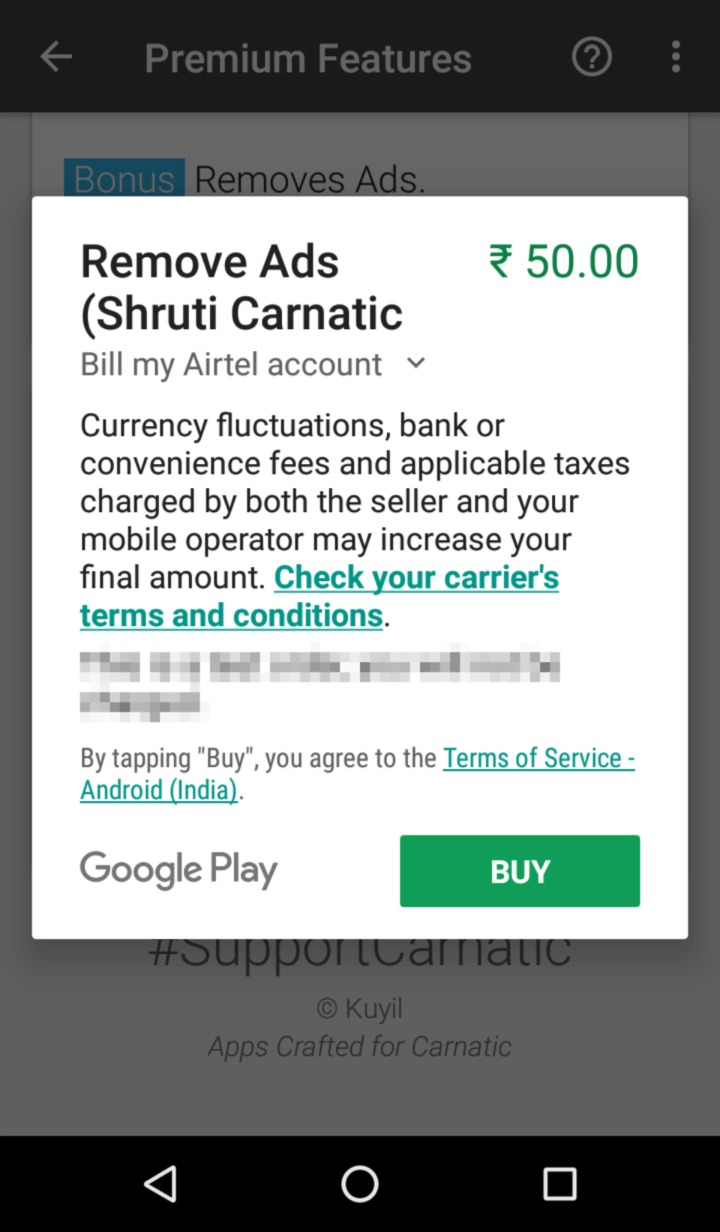 Premium Features
Bonus Removes Ads.
Remove Ads
₹ 50.00
(Shruti Carnatic
Bill my Airtel account
Currency fluctuations, bank or
convenience fees and applicable taxes
charged by both the seller and your
mobile operator may increase your
final amount. Check your carrier's
terms and conditions.
By tapping "Buy", you agree to the Terms of Service -
Android (India).
Google Play
BUY
#SupportCarnatic
© Kuyil
Apps Crafted for Carnatic